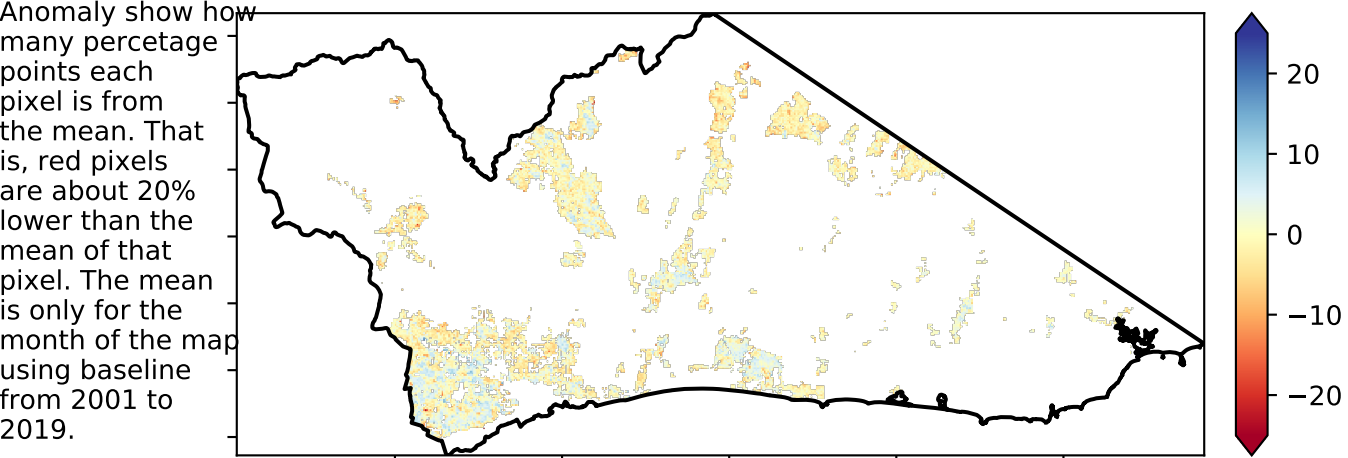 Anomaly show how
many percetage
points each
pixel is from
the mean. That
is, red pixels
are about 20%
lower than the
mean of that
pixel. The mean
is only for the
month of the map
using baseline
from 2001 to
2019.
20
10
0
−10
−20